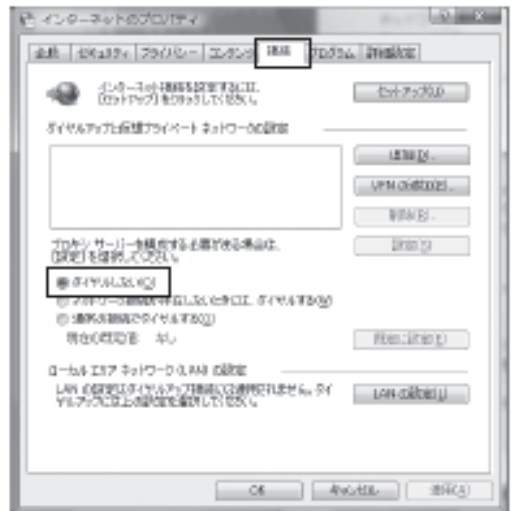 インターネットのプロパティ
全般 セキュリティ プライバシー コンテンツ 接続 プログラム 詳細設定
インターネット接続を設定するには、
[セットアップ] をクリックしてください。
セットアップ(U)
ダイヤルアップと仮想プライベート ネットワークの設定
追加(D)...
VPN の追加(P)...
削除(R)...
プロキシ サーバーを構成する必要がある場合は、
[設定] を選択してください。
設定(S)
ダイヤルしない(C)
ネットワーク接続が存在しないときには、ダイヤルする(W)
通常の接続でダイヤルする(O)
現在の既定値: なし
既定に設定(E)
ローカル エリア ネットワーク (LAN) の設定
LAN の設定はダイヤルアップ接続には適用されません。ダイ
ヤルアップには上の設定を選択してください。
LAN の設定(L)
OK キャンセル 適用(A)